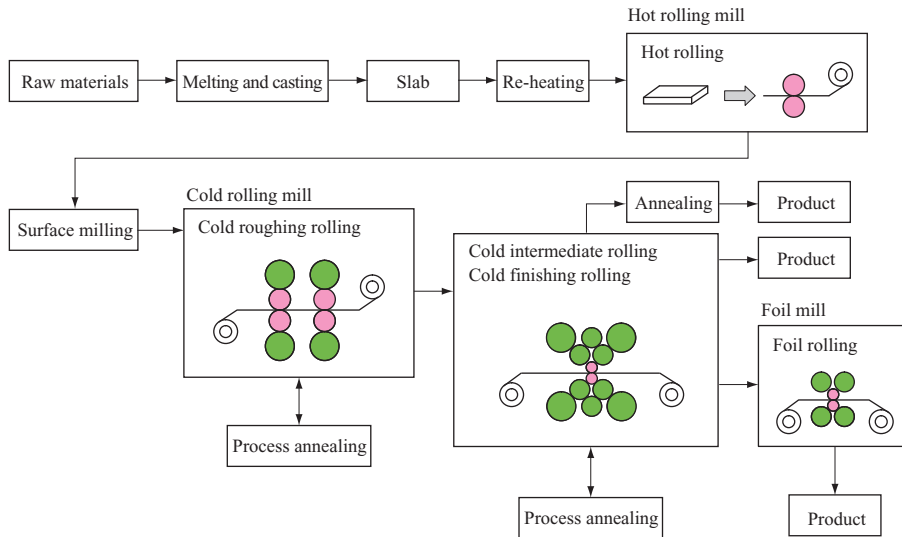 Hot rolling mill
Raw materials
Melting and casting
Slab
Re-heating
Hot rolling
Surface milling
Cold rolling mill
Cold roughing rolling
Process annealing
Cold intermediate rolling
Cold finishing rolling
Process annealing
Annealing
Product
Product
Foil mill
Foil rolling
Product